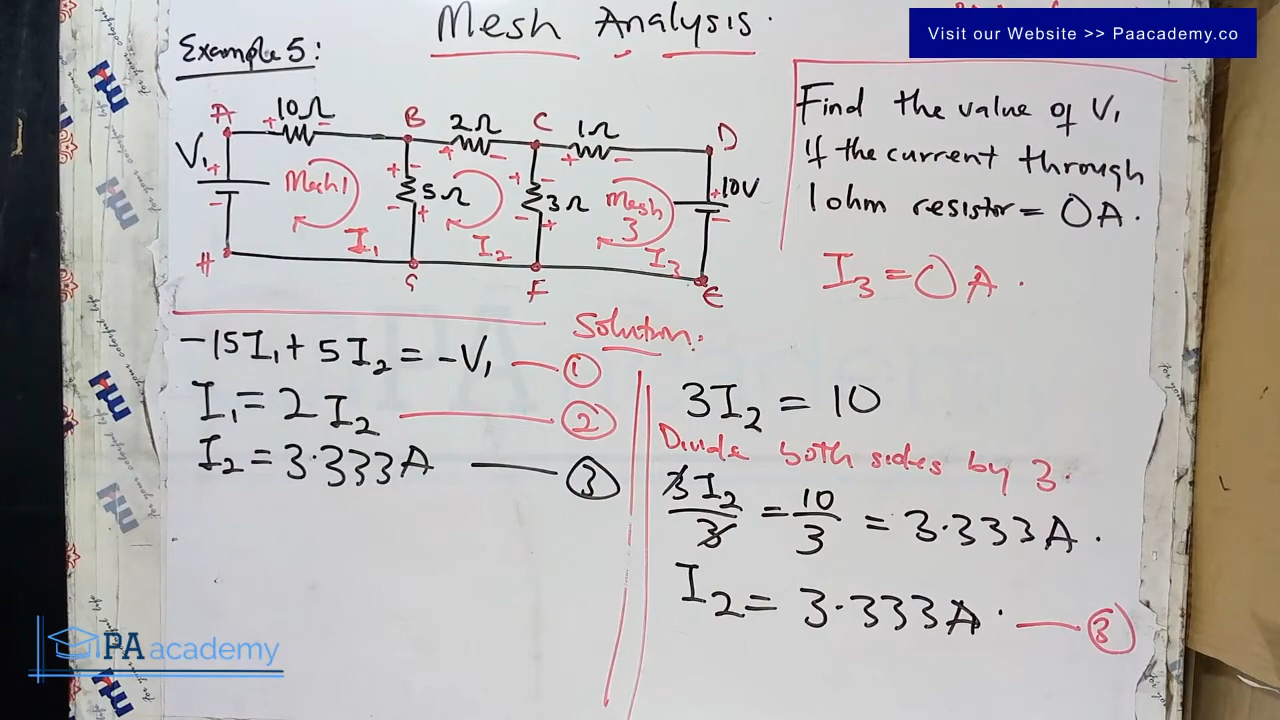 Mesh Analysis.
Visit our Website >> Paacademy.co
Example 5:
A
10Ω
B
2Ω
C
1Ω
D
V₁
+
-
Mech1
I₁
5Ω
I₂
3Ω
Mesh
3
I₃
10V
H
G
F
E
Find the value of V₁
If the current through
1ohm resistor = 0A.
I₃ = 0A.
Solution:
-15I₁ + 5I₂ = -V₁ — ①
I₁ = 2I₂ — ②
I₂ = 3.333A — ③
3I₂ = 10
Divide both sides by 3.
3I₂/3 = 10/3 = 3.333A.
I₂ = 3.333A. — ③
PA academy